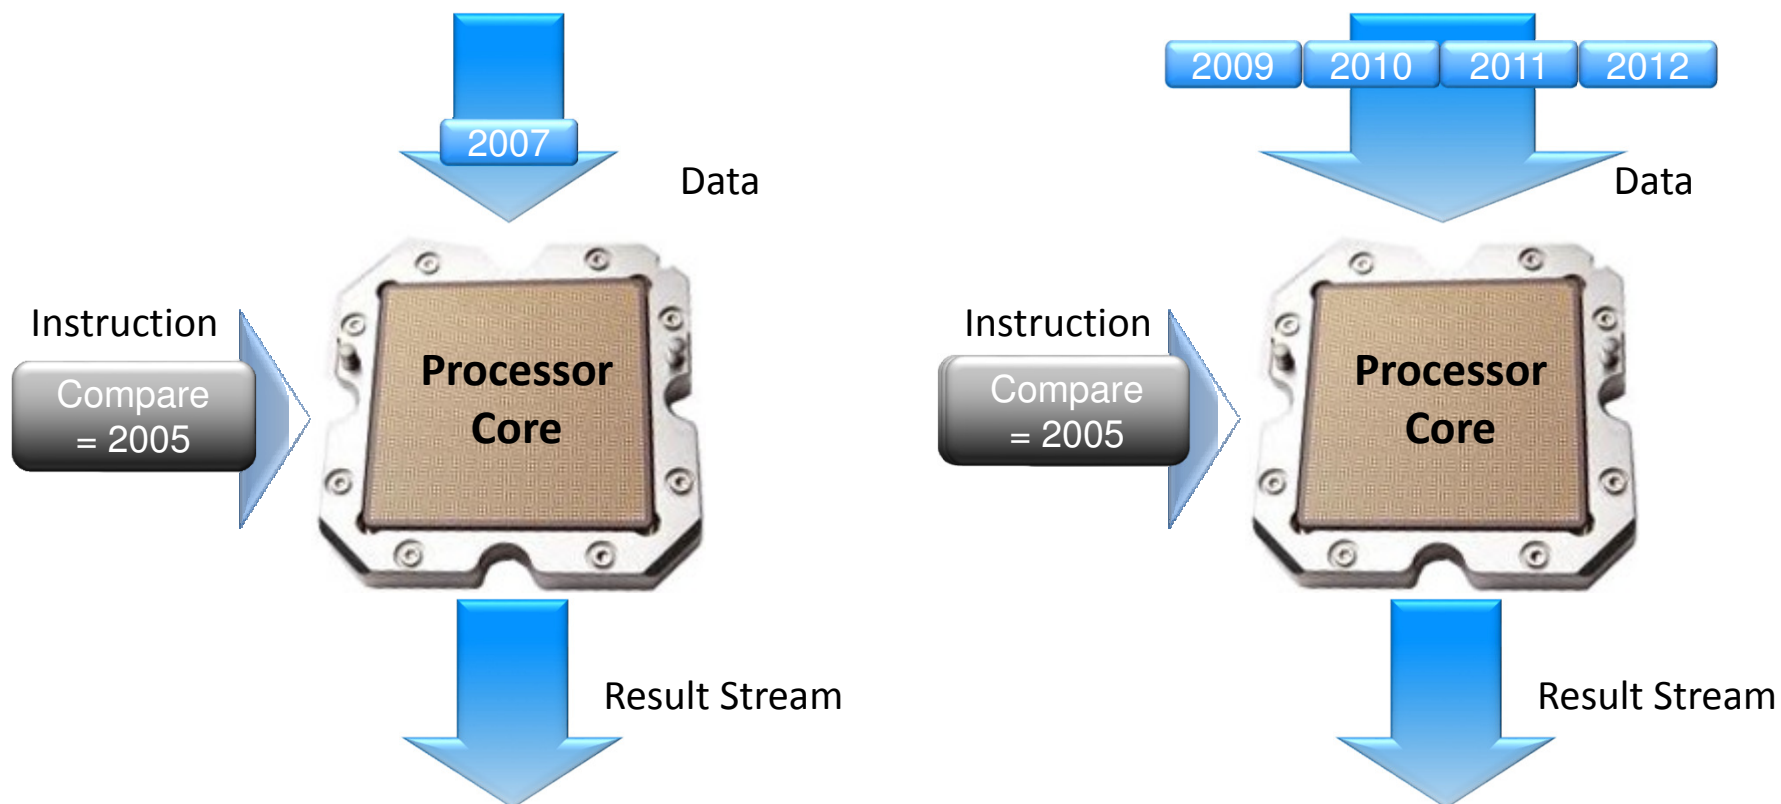 2007
Data
Instruction
Compare
= 2005
Processor
Core
Result Stream
2009 2010 2011 2012
Data
Instruction
Compare
= 2005
Processor
Core
Result Stream